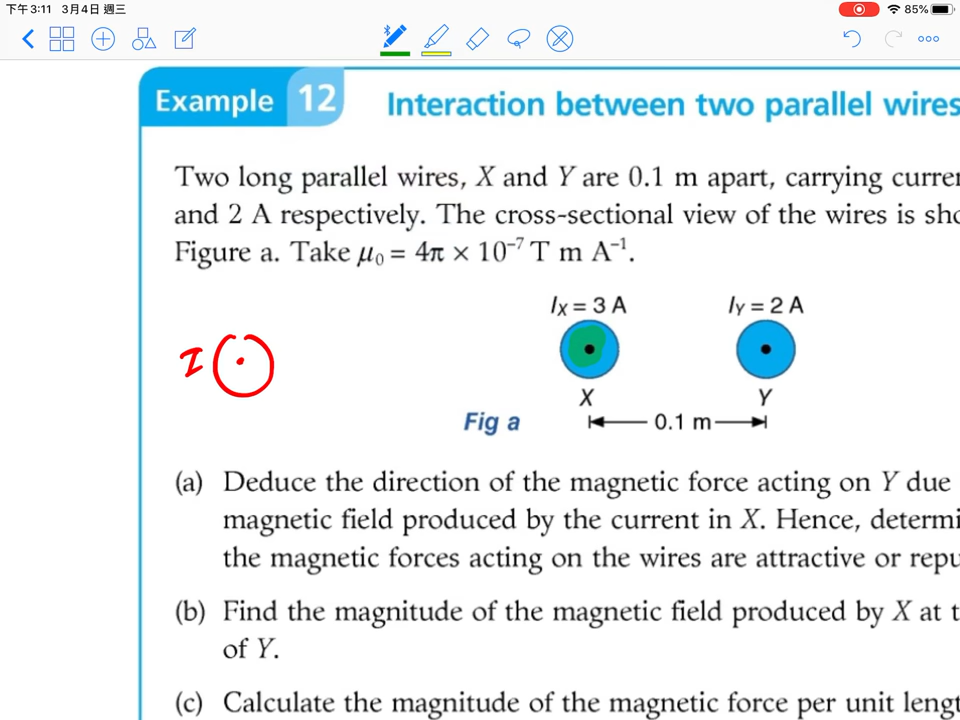 下午3:11 3月4日 週三 85%
Example 12 Interaction between two parallel wires
Two long parallel wires, X and Y are 0.1 m apart, carrying
and 2 A respectively. The cross-sectional view of the wires is
Figure a. Take μ₀ = 4π × 10⁻⁷ T m A⁻¹.
I_X = 3 A I_Y = 2 A
I
X Y
Fig a 0.1 m
(a) Deduce the direction of the magnetic force acting on Y due
magnetic field produced by the current in X. Hence,
the magnetic forces acting on the wires are attractive or
(b) Find the magnitude of the magnetic field produced by X at
of Y.
(c) Calculate the magnitude of the magnetic force per unit